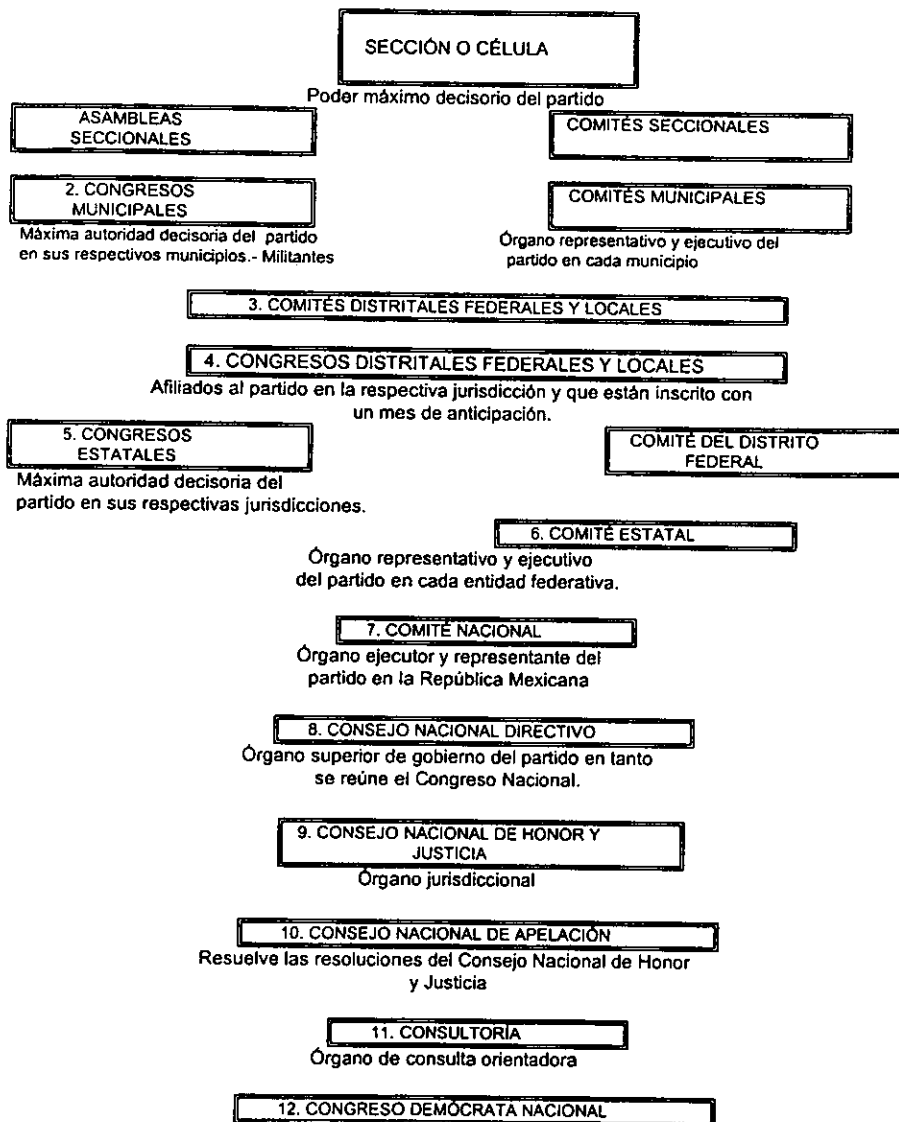 SECCIÓN O CÉLULA
Poder máximo decisorio del partido
ASAMBLEAS
SECCIONALES
COMITÉS SECCIONALES
2. CONGRESOS
MUNICIPALES
COMITÉS MUNICIPALES
Máxima autoridad decisoria del partido
en sus respectivos municipios.- Militantes
Órgano representativo y ejecutivo del
partido en cada municipio
3. COMITÉS DISTRITALES FEDERALES Y LOCALES
4. CONGRESOS DISTRITALES FEDERALES Y LOCALES
Afiliados al partido en la respectiva jurisdicción y que están inscrito con
un mes de anticipación.
5. CONGRESOS
ESTATALES
COMITÉ DEL DISTRITO
FEDERAL
Máxima autoridad decisoria del
partido en sus respectivas jurisdicciones.
6. COMITÉ ESTATAL
Órgano representativo y ejecutivo
del partido en cada entidad federativa.
7. COMITÉ NACIONAL
Órgano ejecutor y representante del
partido en la República Mexicana
8. CONSEJO NACIONAL DIRECTIVO
Órgano superior de gobierno del partido en tanto
se reúne el Congreso Nacional.
9. CONSEJO NACIONAL DE HONOR Y
JUSTICIA
Órgano jurisdiccional
10. CONSEJO NACIONAL DE APELACIÓN
Resuelve las resoluciones del Consejo Nacional de Honor
y Justicia
11. CONSULTORÍA
Órgano de consulta orientadora
12. CONGRESO DEMÓCRATA NACIONAL